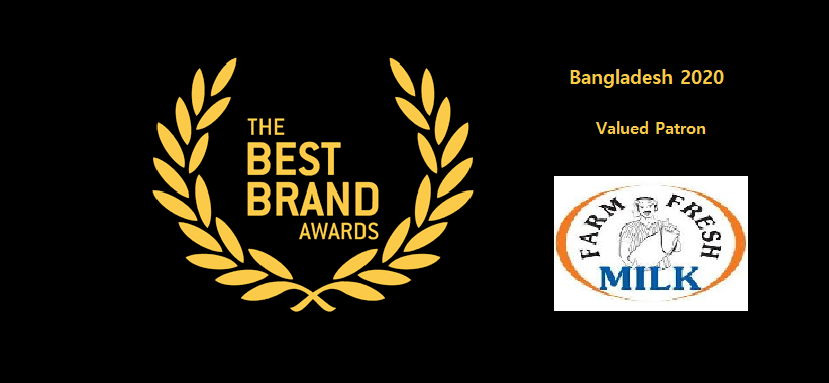 THE
BEST
BRAND
AWARDS
Bangladesh 2020
Valued Patron
FARM FRESH
MILK